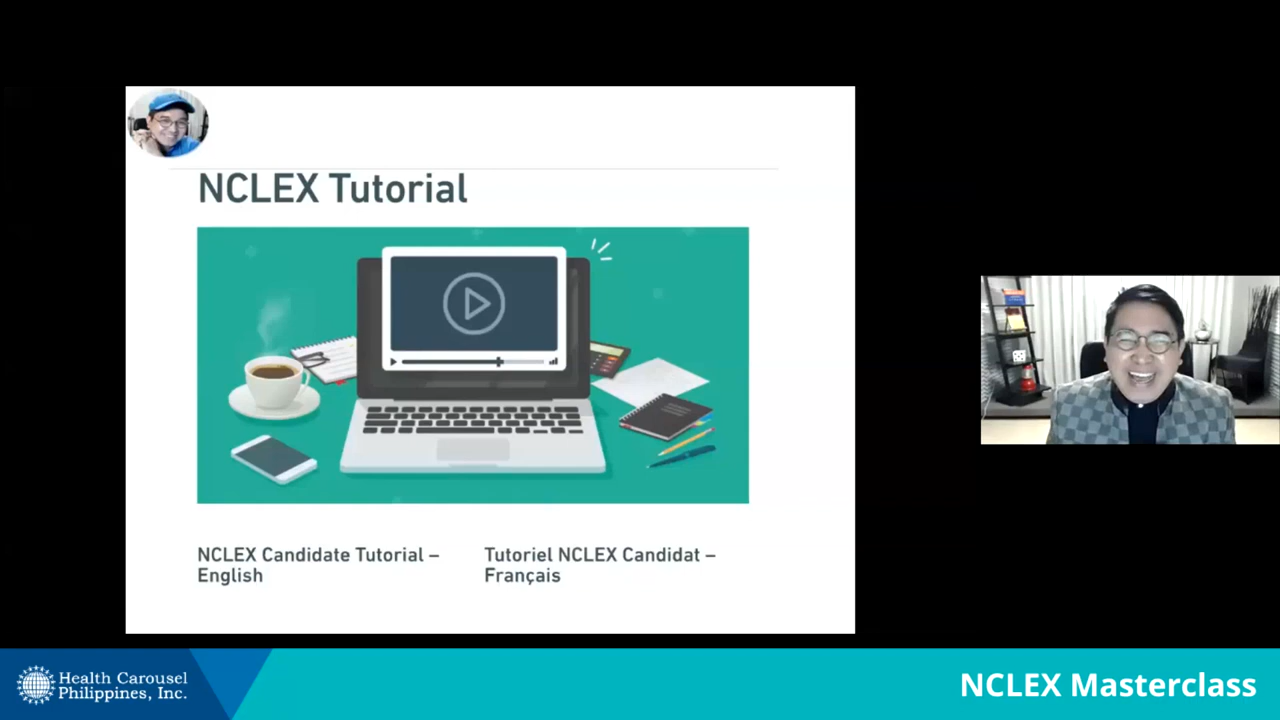 NCLEX Tutorial
NCLEX Candidate Tutorial –
English
Tutoriel NCLEX Candidat –
Français
Health Carousel
Philippines, Inc.
NCLEX Masterclass